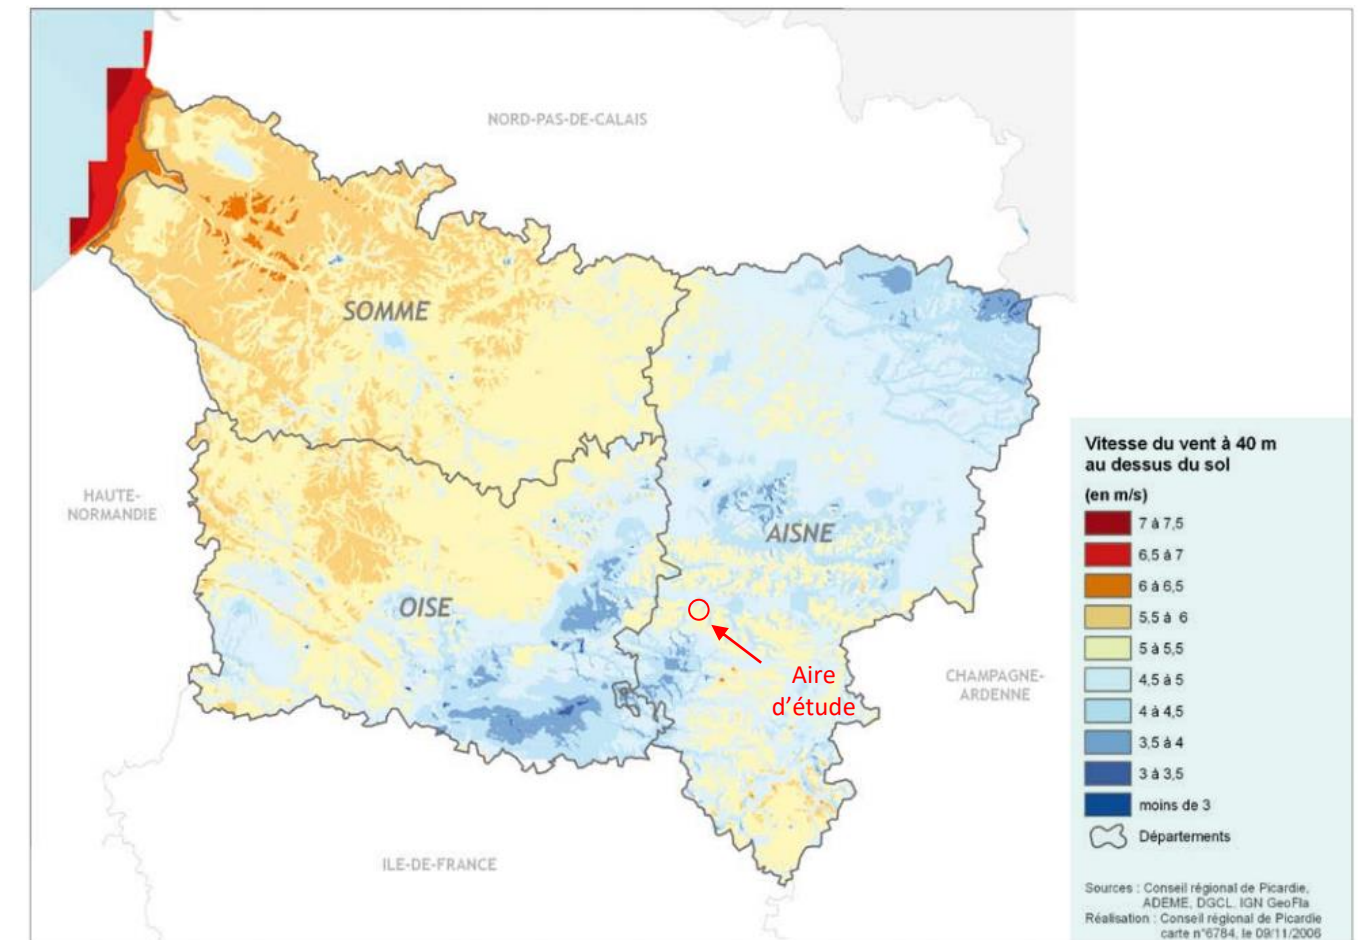 NORD-PAS-DE-CALAIS
SOMME
HAUTE-
NORMANDIE
AISNE
OISE
Aire
d’étude
CHAMPAGNE-
ARDENNE
ILE-DE-FRANCE
Vitesse du vent à 40 m
au dessus du sol
(en m/s)
7 à 7,5
6,5 à 7
6 à 6,5
5,5 à 6
5 à 5,5
4,5 à 5
4 à 4,5
3,5 à 4
3 à 3,5
moins de 3
Départements
Sources : Conseil régional de Picardie,
ADEME, DGCL, IGN GeoFla
Réalisation : Conseil régional de Picardie
carte n°6784, le 09/11/2006